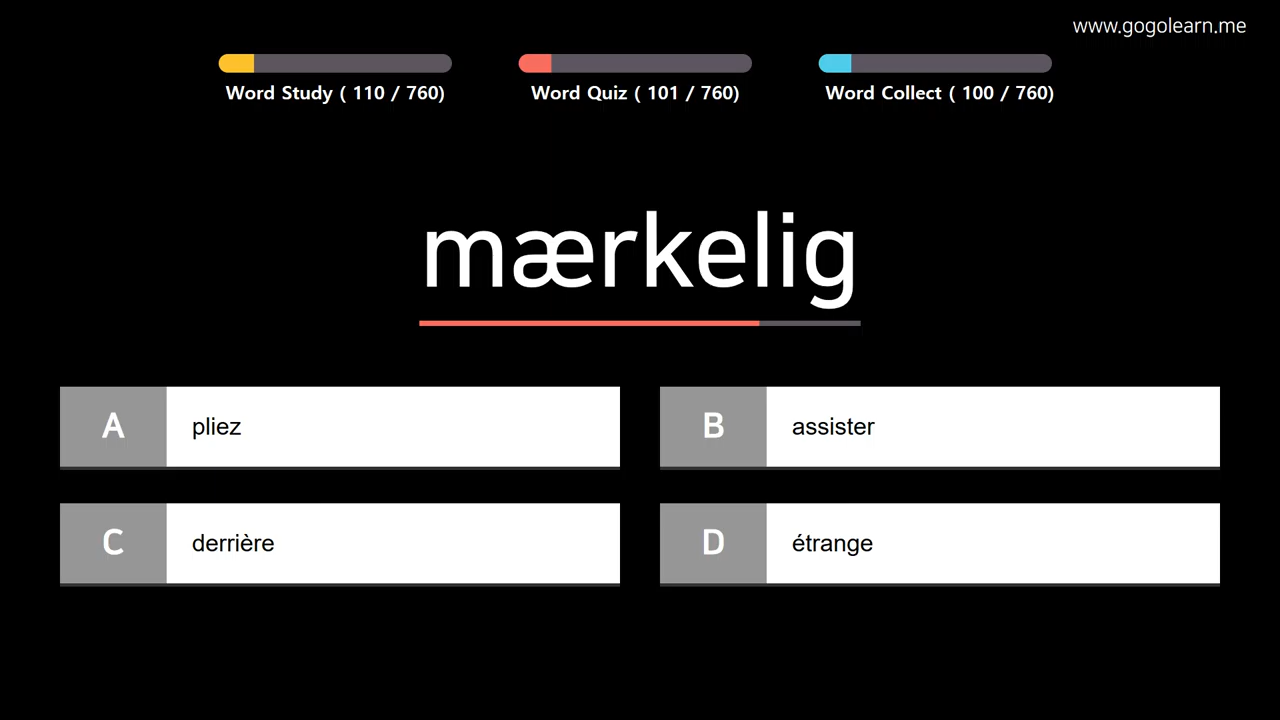 www.gogolearn.me
Word Study ( 110 / 760)
Word Quiz ( 101 / 760)
Word Collect ( 100 / 760)
mærkelig
A pliez
B assister
C derrière
D étrange